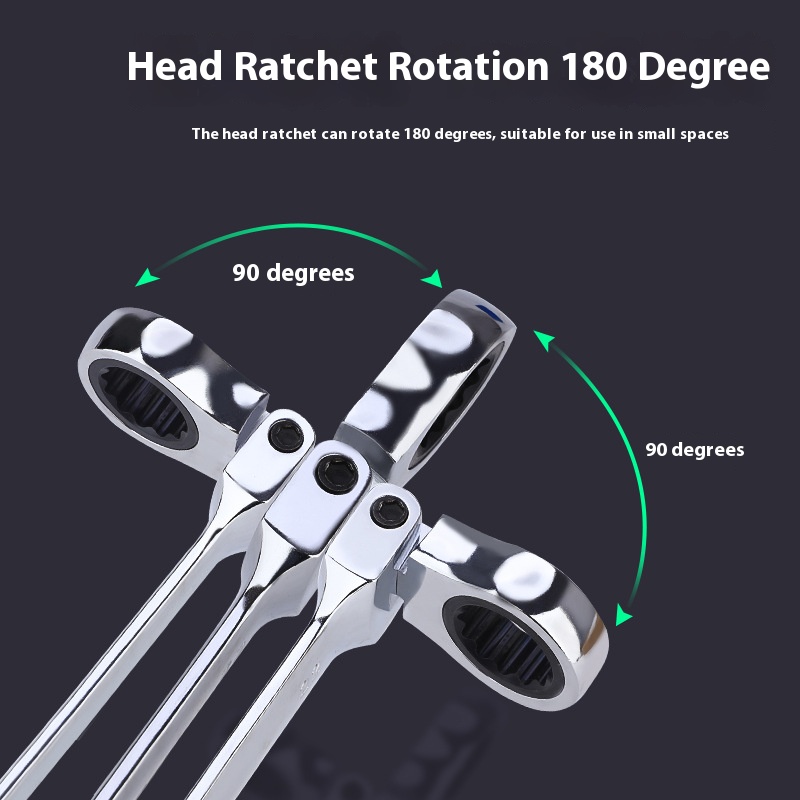 Head Ratchet Rotation 180 Degree
The head ratchet can rotate 180 degrees, suitable for use in small spaces
90 degrees
90 degrees